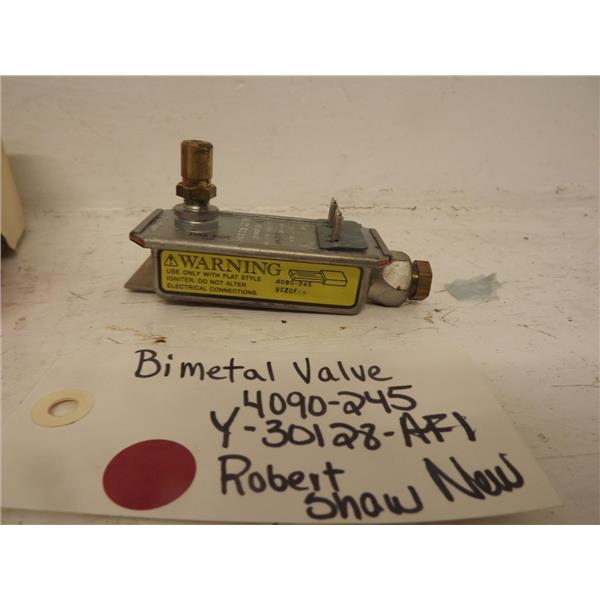 WARNING
USE ONLY WITH FLAT STYLE
IGNITER. DO NOT ALTER
ELECTRICAL CONNECTIONS.
4090-245
Bimetal Valve
4090-245
Y-30128-AF1
Robert
Shaw New